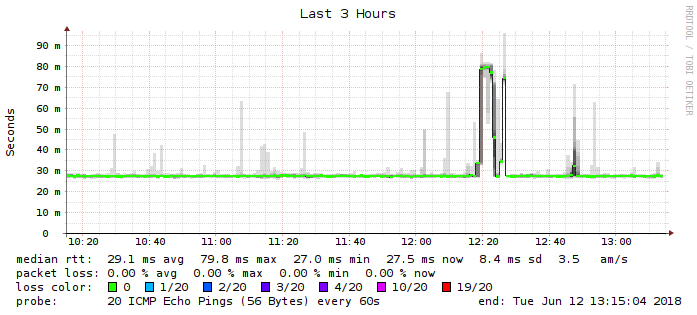 Last 3 Hours
RRDTOOL / TOBI OETIKER
Seconds
90 m
80 m
70 m
60 m
50 m
40 m
30 m
20 m
10 m
0
10:20 10:40 11:00 11:20 11:40 12:00 12:20 12:40 13:00
median rtt: 29.1 ms avg 79.8 ms max 27.0 ms min 27.5 ms now 8.4 ms sd 3.5 am/s
packet loss: 0.00 % avg 0.00 % max 0.00 % min 0.00 % now
loss color: 0 1/20 2/20 3/20 4/20 10/20 19/20
probe: 20 ICMP Echo Pings (56 Bytes) every 60s end: Tue Jun 12 13:15:04 2018